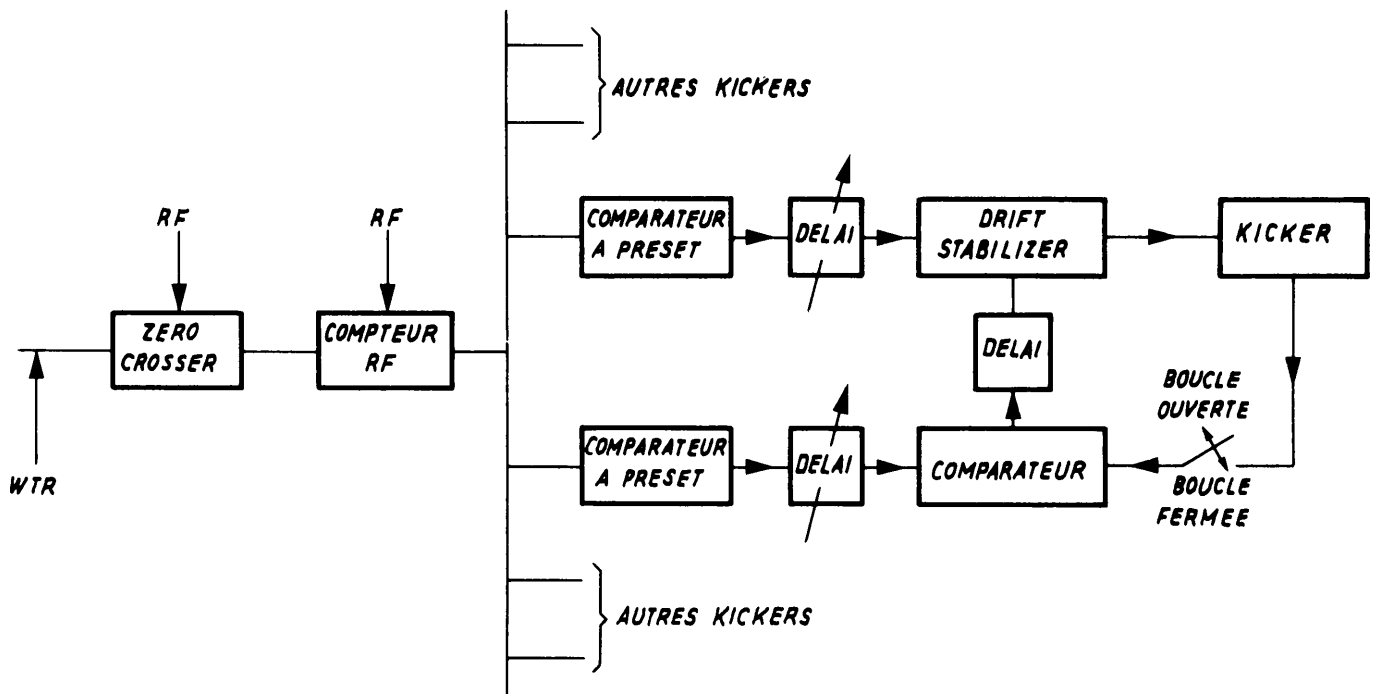 AUTRES KICKERS
RF
RF
COMPARATEUR
A PRESET
DELAI
DRIFT
STABILIZER
KICKER
ZERO
CROSSER
COMPTEUR
RF
DELAI
BOUCLE
OUVERTE
WTR
COMPARATEUR
A PRESET
DELAI
COMPARATEUR
BOUCLE
FERMEE
AUTRES KICKERS